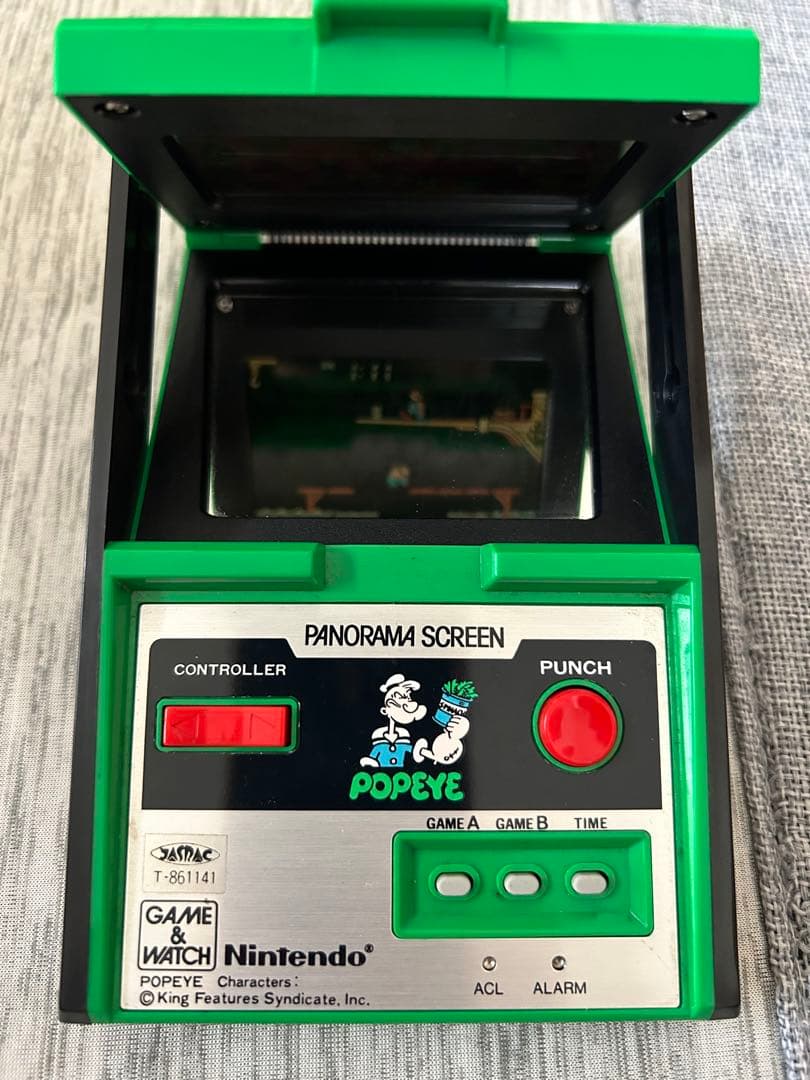 PANORAMA SCREEN
CONTROLLER
PUNCH
SPINACH
POPEYE
GAME A GAME B TIME
JASRAC
T-861141
GAME
&
WATCH
Nintendo®
ACL ALARM
POPEYE Characters:
© King Features Syndicate, Inc.